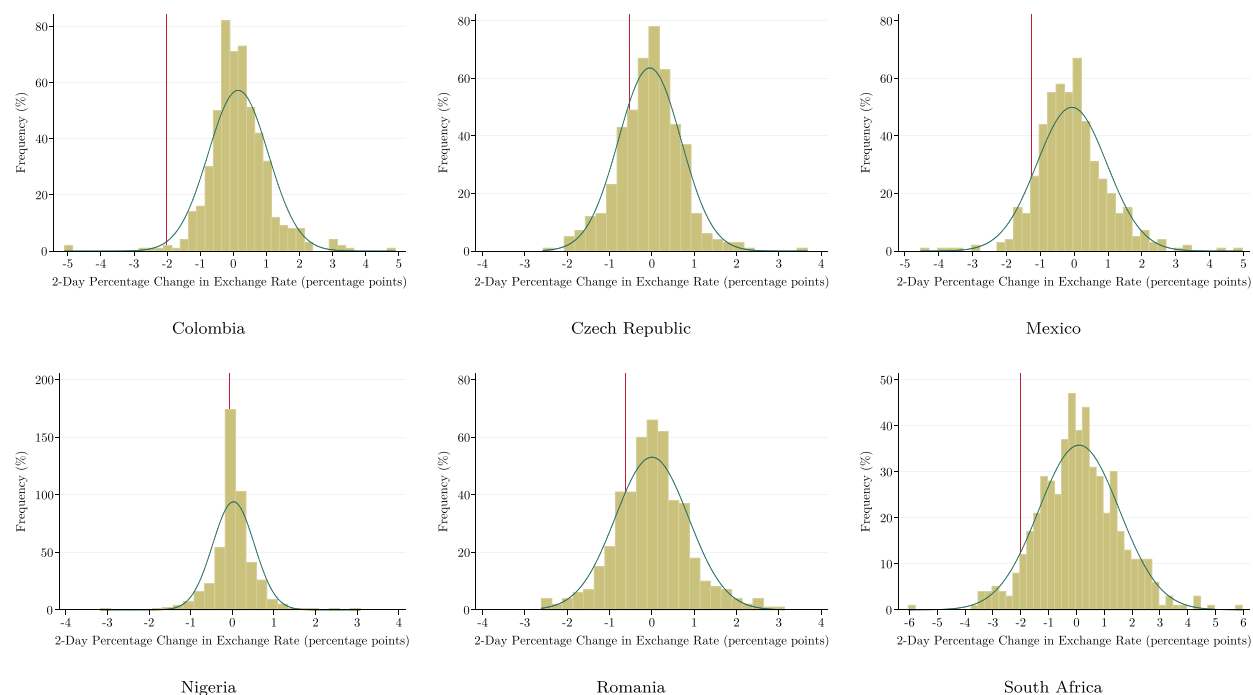 Frequency (%)
80
60
40
20
0
-5 -4 -3 -2 -1 0 1 2 3 4 5
2-Day Percentage Change in Exchange Rate (percentage points)
Colombia
Frequency (%)
80
60
40
20
0
-4 -3 -2 -1 0 1 2 3 4
2-Day Percentage Change in Exchange Rate (percentage points)
Czech Republic
Frequency (%)
80
60
40
20
0
-5 -4 -3 -2 -1 0 1 2 3 4 5
2-Day Percentage Change in Exchange Rate (percentage points)
Mexico
Frequency (%)
200
150
100
50
0
-4 -3 -2 -1 0 1 2 3 4
2-Day Percentage Change in Exchange Rate (percentage points)
Nigeria
Frequency (%)
80
60
40
20
0
-4 -3 -2 -1 0 1 2 3 4
2-Day Percentage Change in Exchange Rate (percentage points)
Romania
Frequency (%)
50
40
30
20
10
0
-6 -5 -4 -3 -2 -1 0 1 2 3 4 5 6
2-Day Percentage Change in Exchange Rate (percentage points)
South Africa